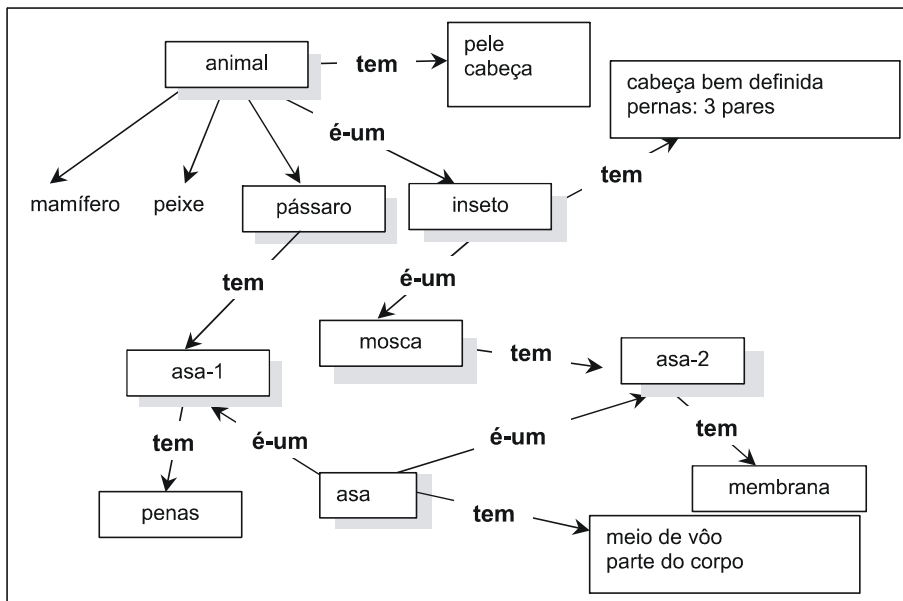 animal
tem
pele
cabeça
cabeça bem definida
pernas: 3 pares
é-um
tem
mamífero
peixe
pássaro
inseto
tem
é-um
mosca
tem
asa-2
asa-1
tem
é-um
é-um
tem
penas
asa
tem
membrana
meio de vôo
parte do corpo